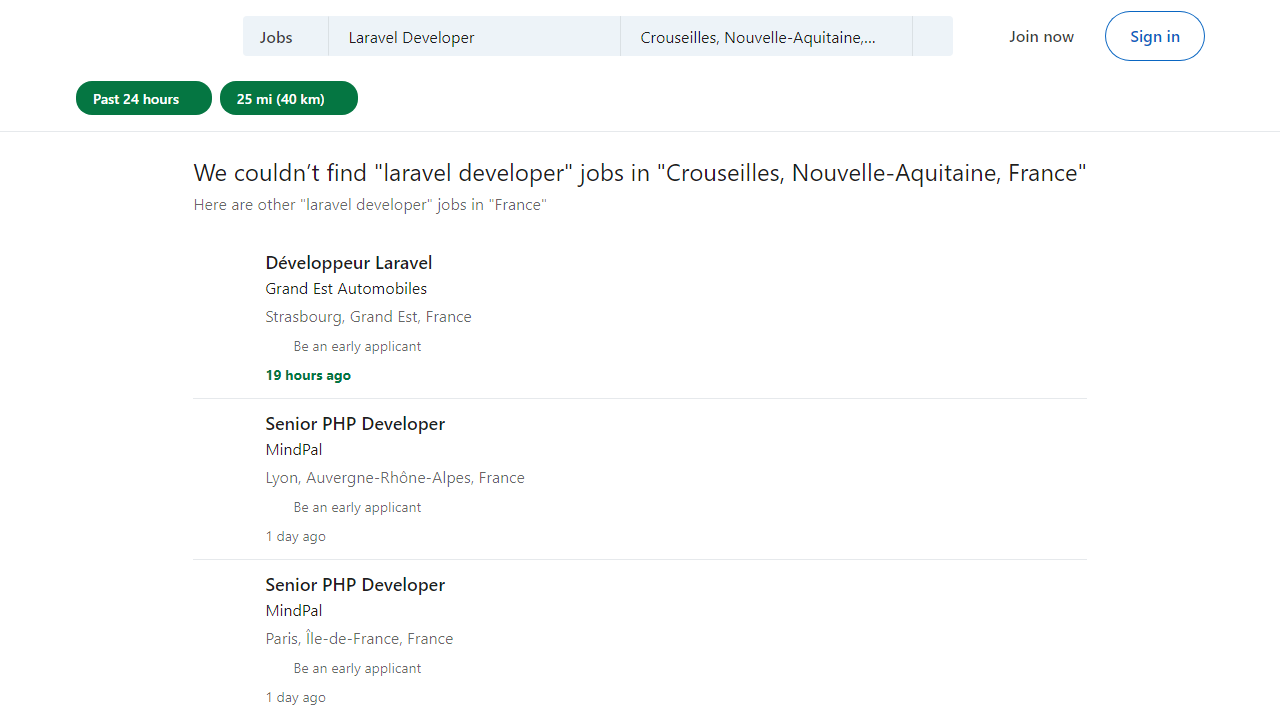 Jobs
Laravel Developer
Crouseilles, Nouvelle-Aquitaine,...
Join now
Sign in
Past 24 hours
25 mi (40 km)
We couldn’t find "laravel developer" jobs in "Crouseilles, Nouvelle-Aquitaine, France"
Here are other "laravel developer" jobs in "France"
Développeur Laravel
Grand Est Automobiles
Strasbourg, Grand Est, France
Be an early applicant
19 hours ago
Senior PHP Developer
MindPal
Lyon, Auvergne-Rhône-Alpes, France
Be an early applicant
1 day ago
Senior PHP Developer
MindPal
Paris, Île-de-France, France
Be an early applicant
1 day ago